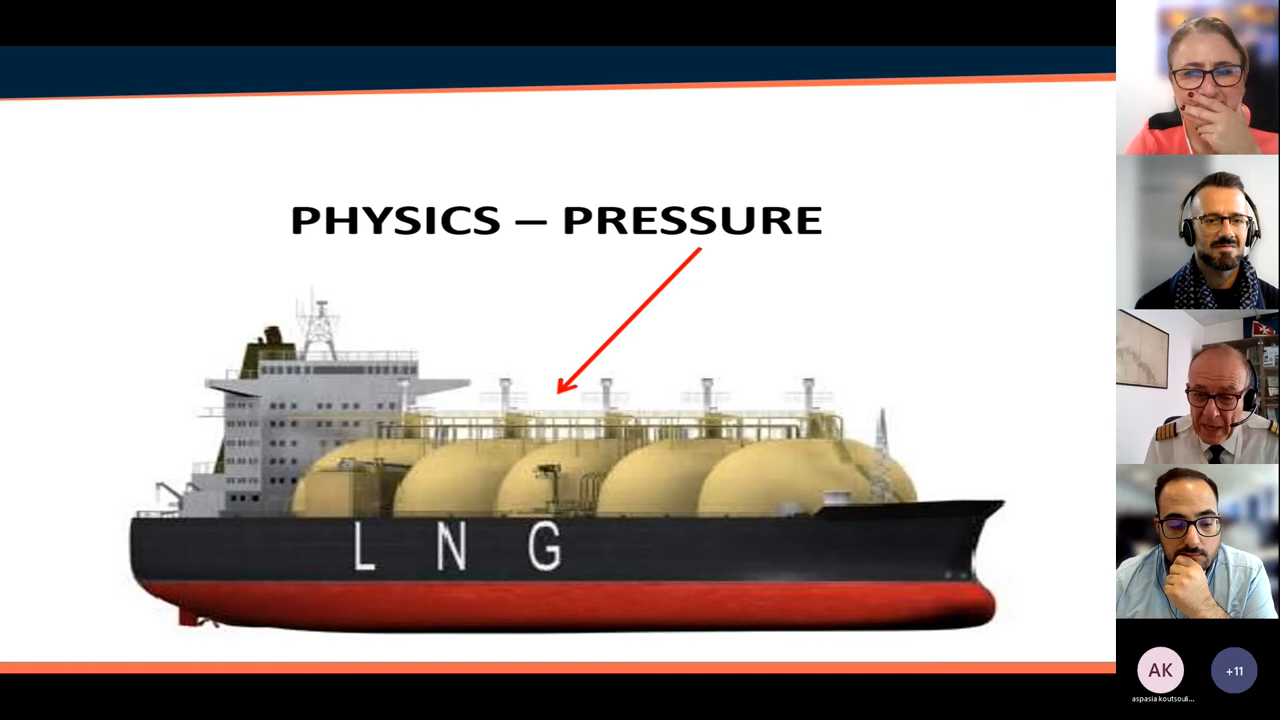 PHYSICS – PRESSURE
L N G
AK
+11
aspasia koutsouli...